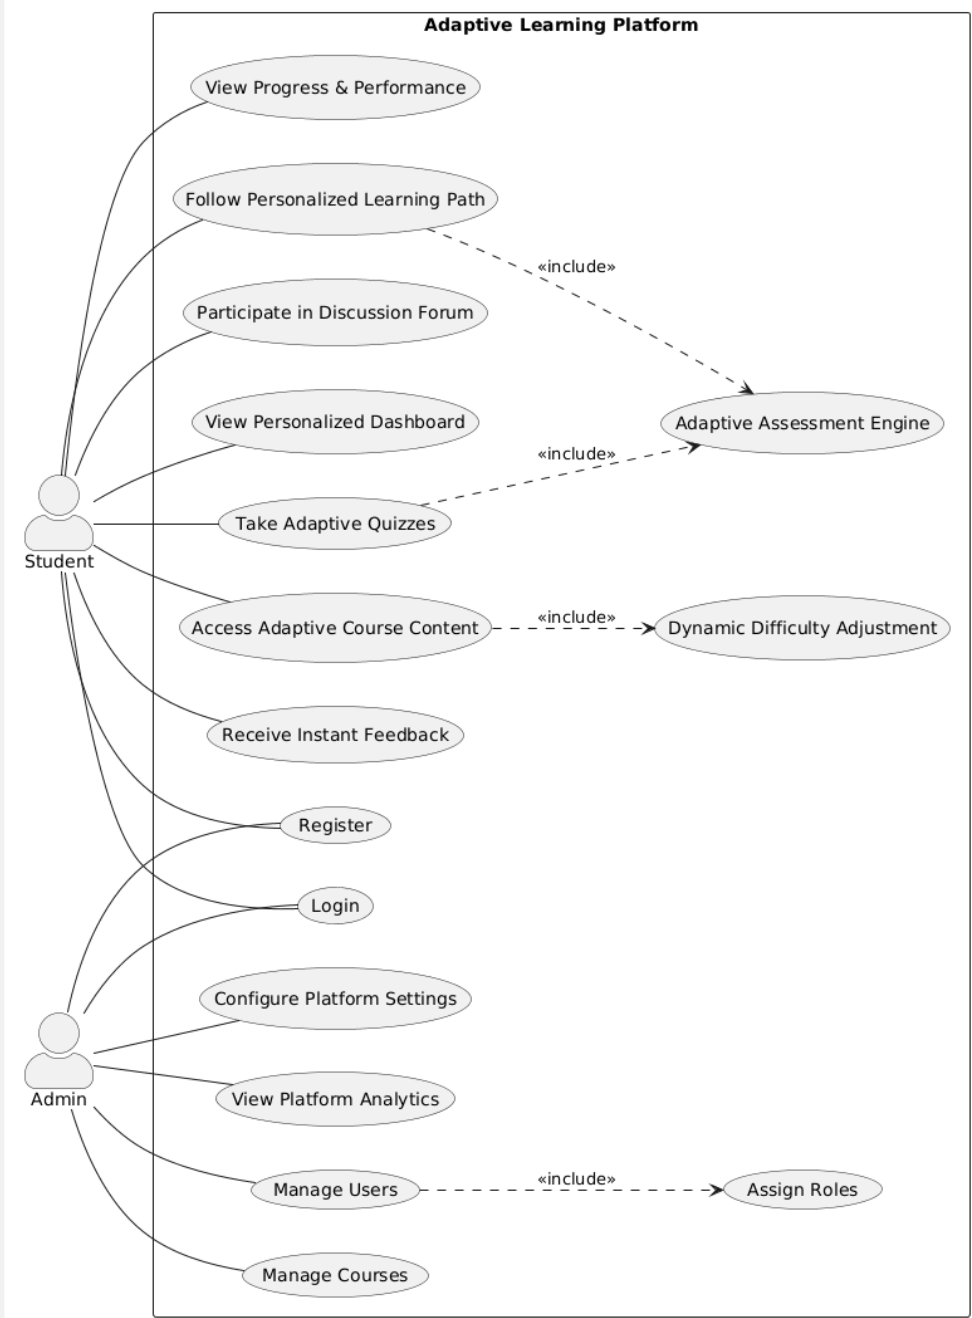 Adaptive Learning Platform
View Progress & Performance
Follow Personalized Learning Path
«include»
Participate in Discussion Forum
View Personalized Dashboard
Adaptive Assessment Engine
«include»
Take Adaptive Quizzes
Student
Access Adaptive Course Content
«include»
Dynamic Difficulty Adjustment
Receive Instant Feedback
Register
Login
Configure Platform Settings
View Platform Analytics
Admin
Manage Users
«include»
Assign Roles
Manage Courses